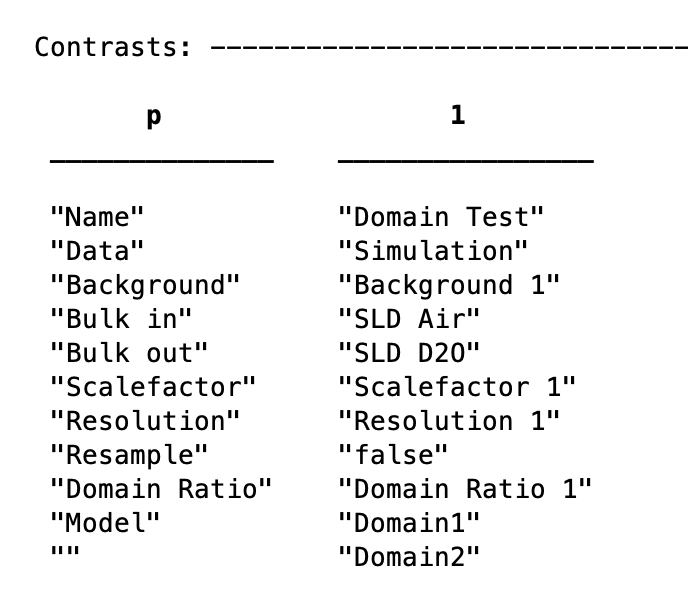 Contrasts: ------------------------------
p 1
"Name" "Domain Test"
"Data" "Simulation"
"Background" "Background 1"
"Bulk in" "SLD Air"
"Bulk out" "SLD D2O"
"Scalefactor" "Scalefactor 1"
"Resolution" "Resolution 1"
"Resample" "false"
"Domain Ratio" "Domain Ratio 1"
"Model" "Domain1"
"" "Domain2"